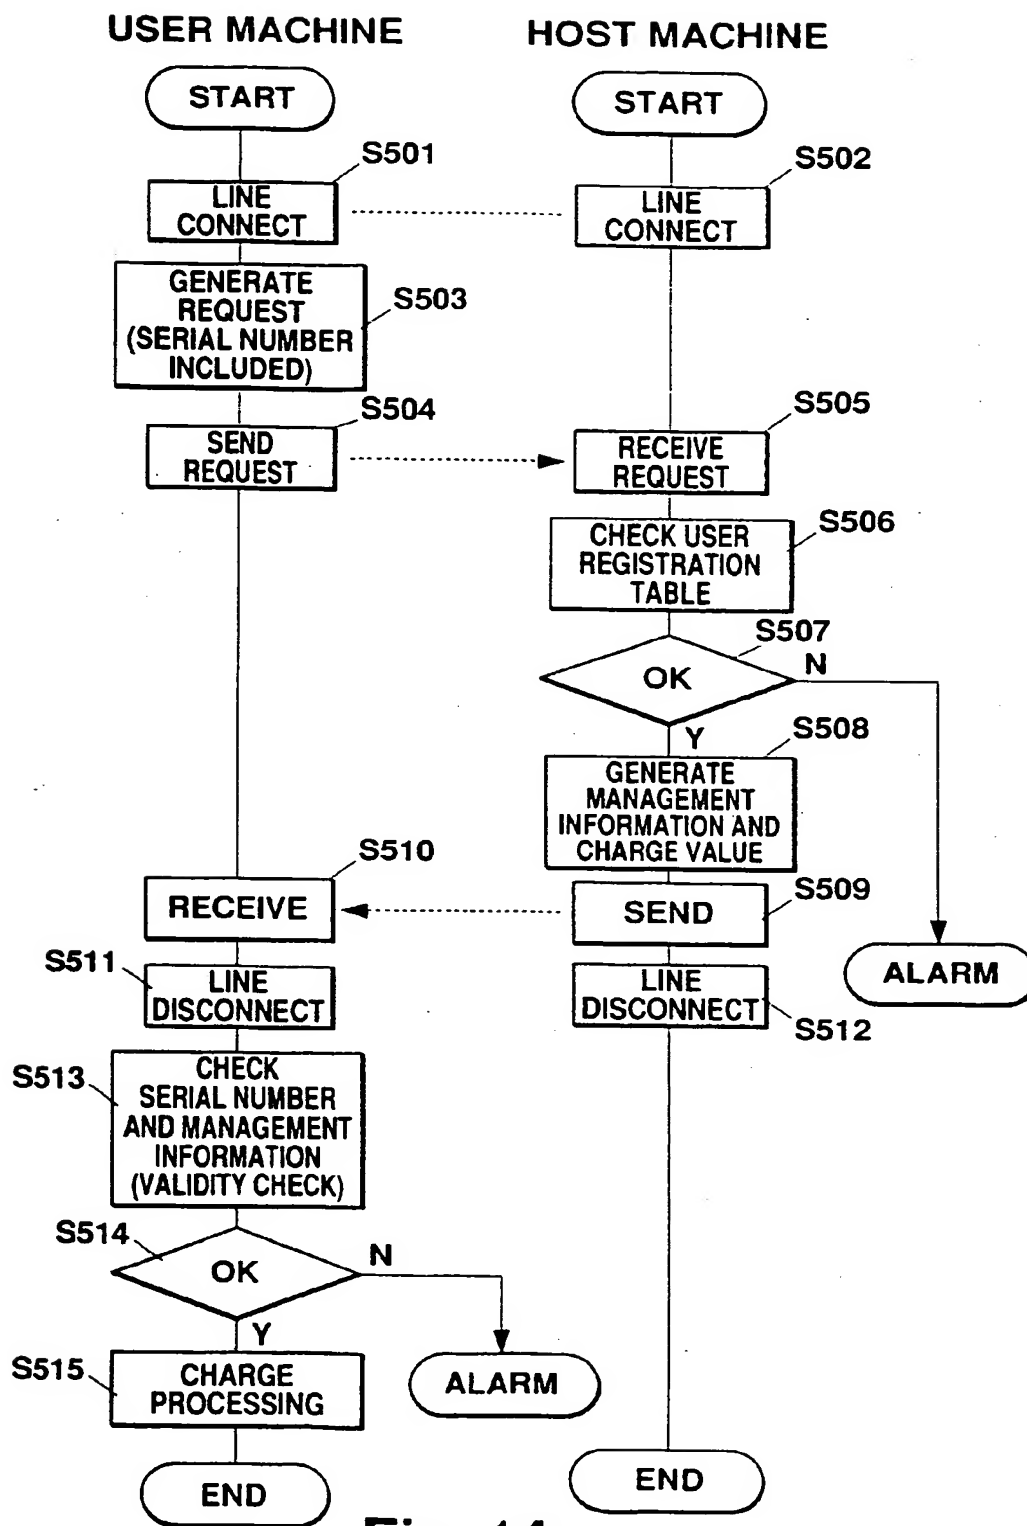 USER MACHINE
HOST MACHINE
START
START
S501
S502
LINE
CONNECT
LINE
CONNECT
GENERATE
REQUEST
(SERIAL NUMBER
INCLUDED)
S503
S504
S505
SEND
REQUEST
RECEIVE
REQUEST
S506
CHECK USER
REGISTRATION
TABLE
S507
OK
N
Y
S508
GENERATE
MANAGEMENT
INFORMATION AND
CHARGE VALUE
S510
S509
RECEIVE
SEND
S511
LINE
DISCONNECT
LINE
DISCONNECT
ALARM
S512
S513
CHECK
SERIAL NUMBER
AND MANAGEMENT
INFORMATION
(VALIDITY CHECK)
S514
OK
N
Y
S515
CHARGE
PROCESSING
ALARM
END
END